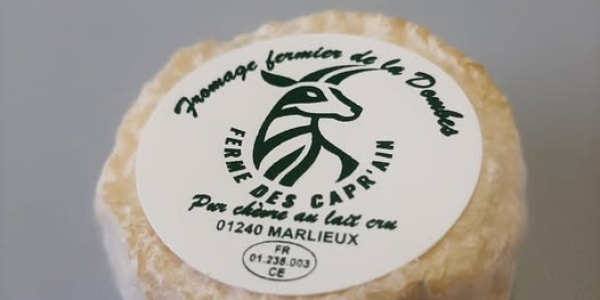 Fromage fermier de la Dombes
FERME DES CAPR'AIN
Pur chèvre au lait cru
01240 MARLIEUX
FR
01.235.003
CE